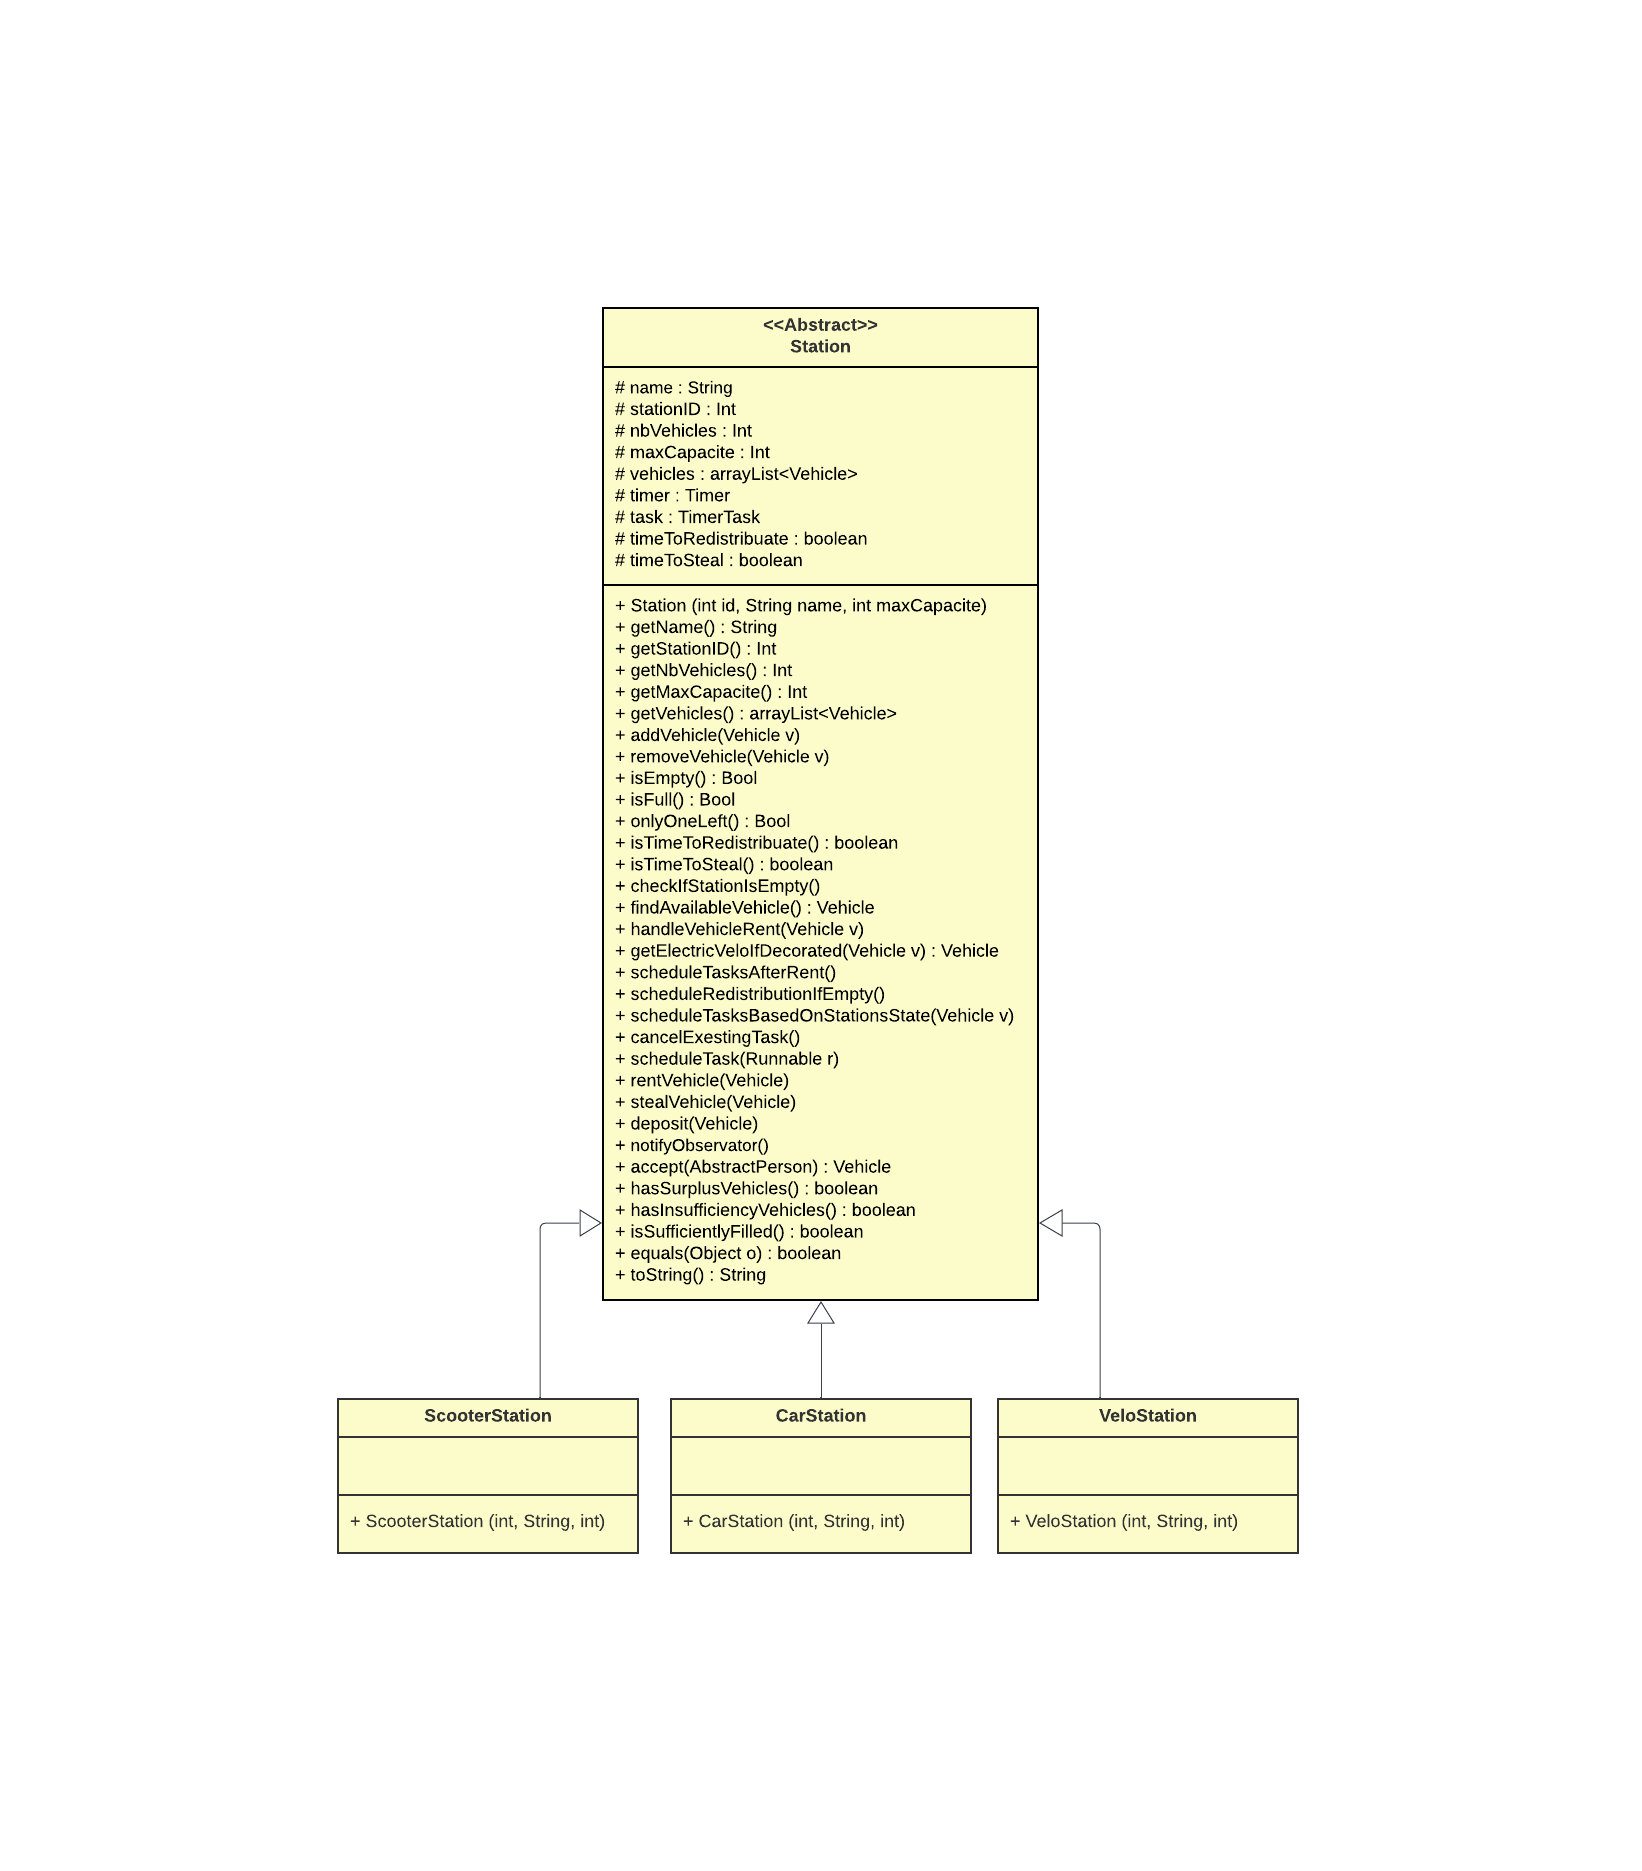 <<Abstract>>
Station
# name : String
# stationID : Int
# nbVehicles : Int
# maxCapacite : Int
# vehicles : arrayList<Vehicle>
# timer : Timer
# task : TimerTask
# timeToRedistribuate : boolean
# timeToSteal : boolean
+ Station (int id, String name, int maxCapacite)
+ getName() : String
+ getStationID() : Int
+ getNbVehicles() : Int
+ getMaxCapacite() : Int
+ getVehicles() : arrayList<Vehicle>
+ addVehicle(Vehicle v)
+ removeVehicle(Vehicle v)
+ isEmpty() : Bool
+ isFull() : Bool
+ onlyOneLeft() : Bool
+ isTimeToRedistribuate() : boolean
+ isTimeToSteal() : boolean
+ checkIfStationIsEmpty()
+ findAvailableVehicle() : Vehicle
+ handleVehicleRent(Vehicle v)
+ getElectricVeloIfDecorated(Vehicle v) : Vehicle
+ scheduleTasksAfterRent()
+ scheduleRedistributionIfEmpty()
+ scheduleTasksBasedOnStationsState(Vehicle v)
+ cancelExestingTask()
+ scheduleTask(Runnable r)
+ rentVehicle(Vehicle)
+ stealVehicle(Vehicle)
+ deposit(Vehicle)
+ notifyObservator()
+ accept(AbstractPerson) : Vehicle
+ hasSurplusVehicles() : boolean
+ hasInsufficiencyVehicles() : boolean
+ isSufficientlyFilled() : boolean
+ equals(Object o) : boolean
+ toString() : String
ScooterStation
+ ScooterStation (int, String, int)
CarStation
+ CarStation (int, String, int)
VeloStation
+ VeloStation (int, String, int)